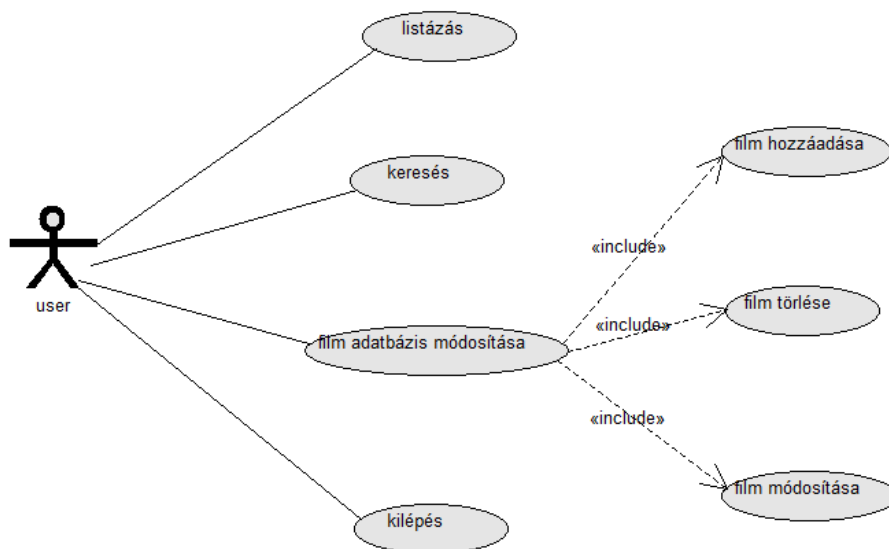 listázás
film hozzáadása
keresés
«include»
user
film törlése
«include»
film adatbázis módosítása
«include»
film módosítása
kilépés